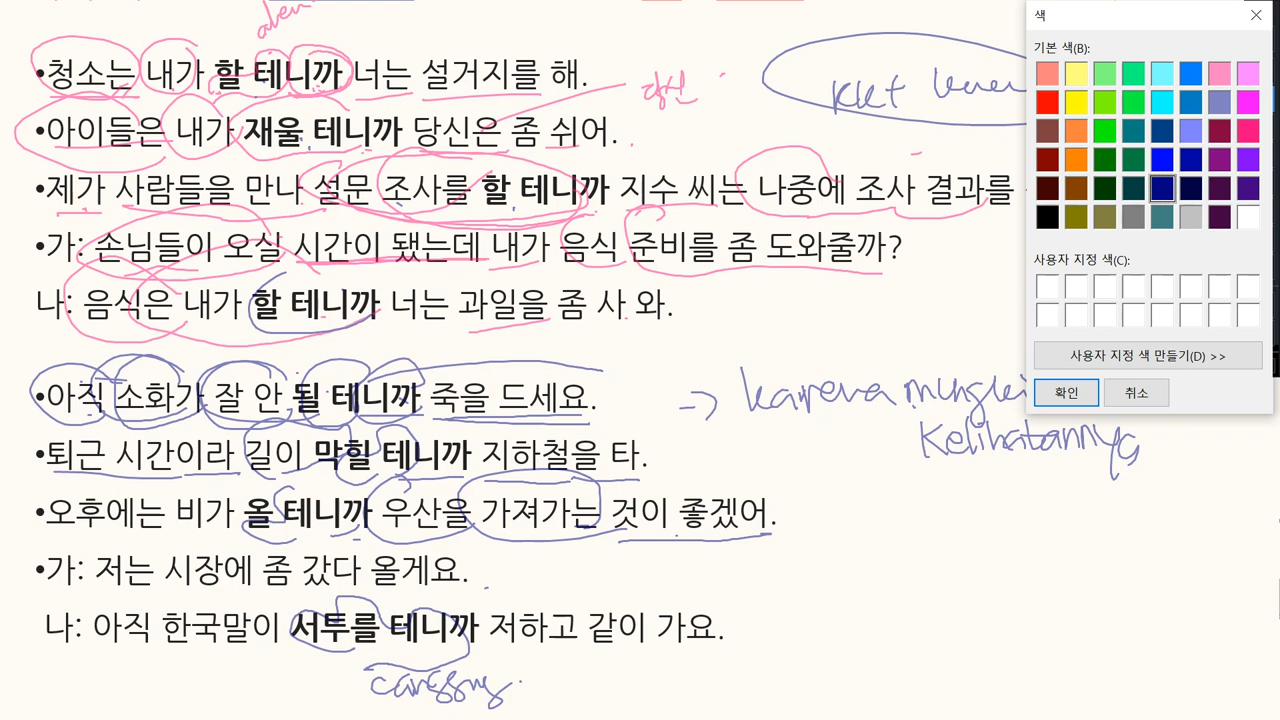 색
기본 색(B):
사용자 지정 색(C):
사용자 지정 색 만들기(D) >>
확인
취소
•청소는 내가 할 테니까 너는 설거지를 해.
당신
•아이들은 내가 재울 테니까 당신은 좀 쉬어.
•제가 사람들을 만나 설문 조사를 할 테니까 지수 씨는 나중에 조사 결과를
•가: 손님들이 오실 시간이 됐는데 내가 음식 준비를 좀 도와줄까?
나: 음식은 내가 할 테니까 너는 과일을 좀 사 와.
•아직 소화가 잘 안 될 테니까 죽을 드세요.
-> karena
Kelihatannya
•퇴근 시간이라 길이 막힐 테니까 지하철을 타.
•오후에는 비가 올 테니까 우산을 가져가는 것이 좋겠어.
•가: 저는 시장에 좀 갔다 올게요.
나: 아직 한국말이 서투를 테니까 저하고 같이 가요.